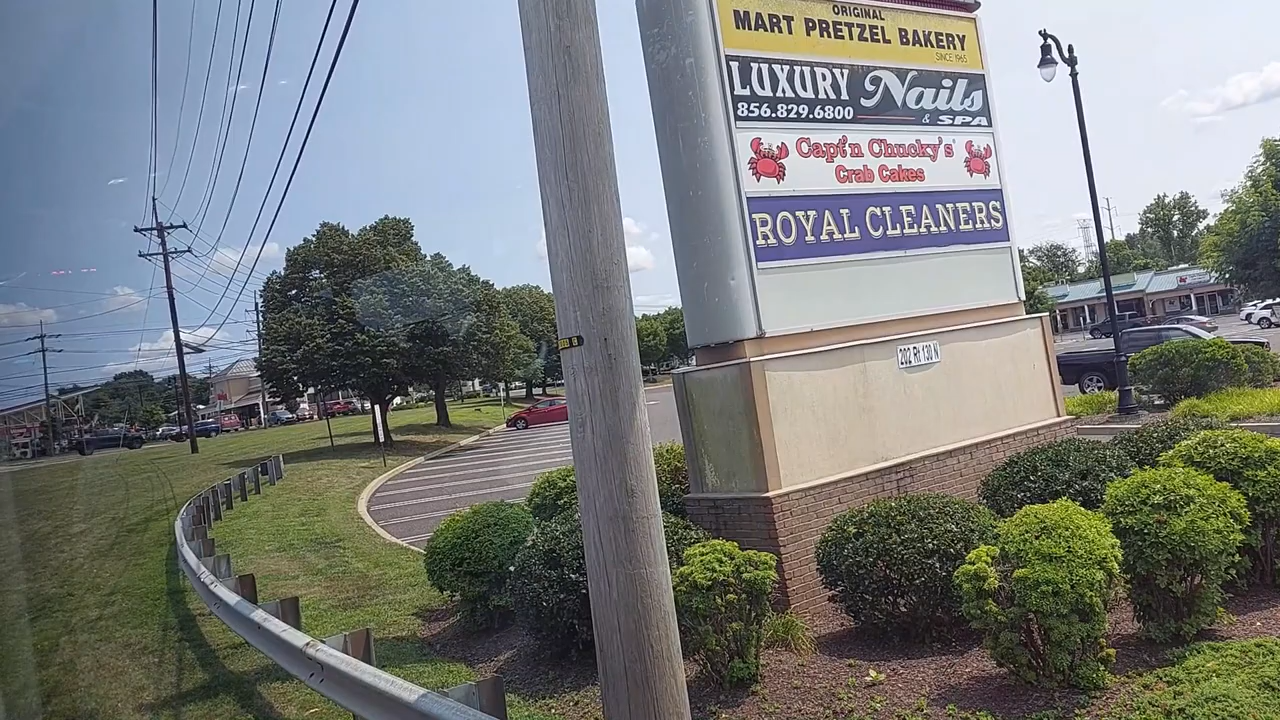 ORIGINAL
MART PRETZEL BAKERY
SINCE 1965
LUXURY Nails
856.829.6800 & SPA
Capt'n Chucky's
Crab Cakes
ROYAL CLEANERS
202 Rt 130 N